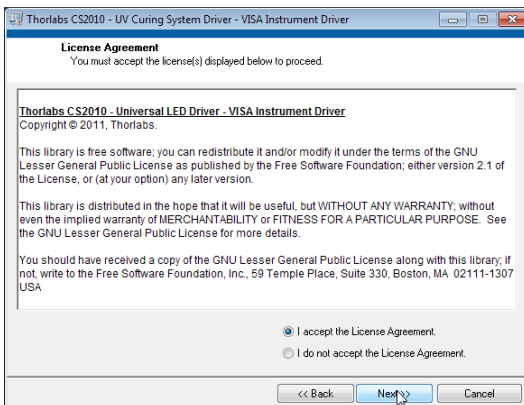 Thorlabs CS2010 - UV Curing System Driver - VISA Instrument Driver
License Agreement
You must accept the license(s) displayed below to proceed.
Thorlabs CS2010 - Universal LED Driver - VISA Instrument Driver
Copyright © 2011, Thorlabs.
This library is free software; you can redistribute it and/or modify it under the terms of the GNU
Lesser General Public License as published by the Free Software Foundation; either version 2.1 of
the License, or (at your option) any later version.
This library is distributed in the hope that it will be useful, but WITHOUT ANY WARRANTY; without
even the implied warranty of MERCHANTABILITY or FITNESS FOR A PARTICULAR PURPOSE. See
the GNU Lesser General Public License for more details.
You should have received a copy of the GNU Lesser General Public License along with this library; if
not, write to the Free Software Foundation, Inc., 59 Temple Place, Suite 330, Boston, MA 02111-1307
USA
I accept the License Agreement.
I do not accept the License Agreement.
<< Back
Next >>
Cancel